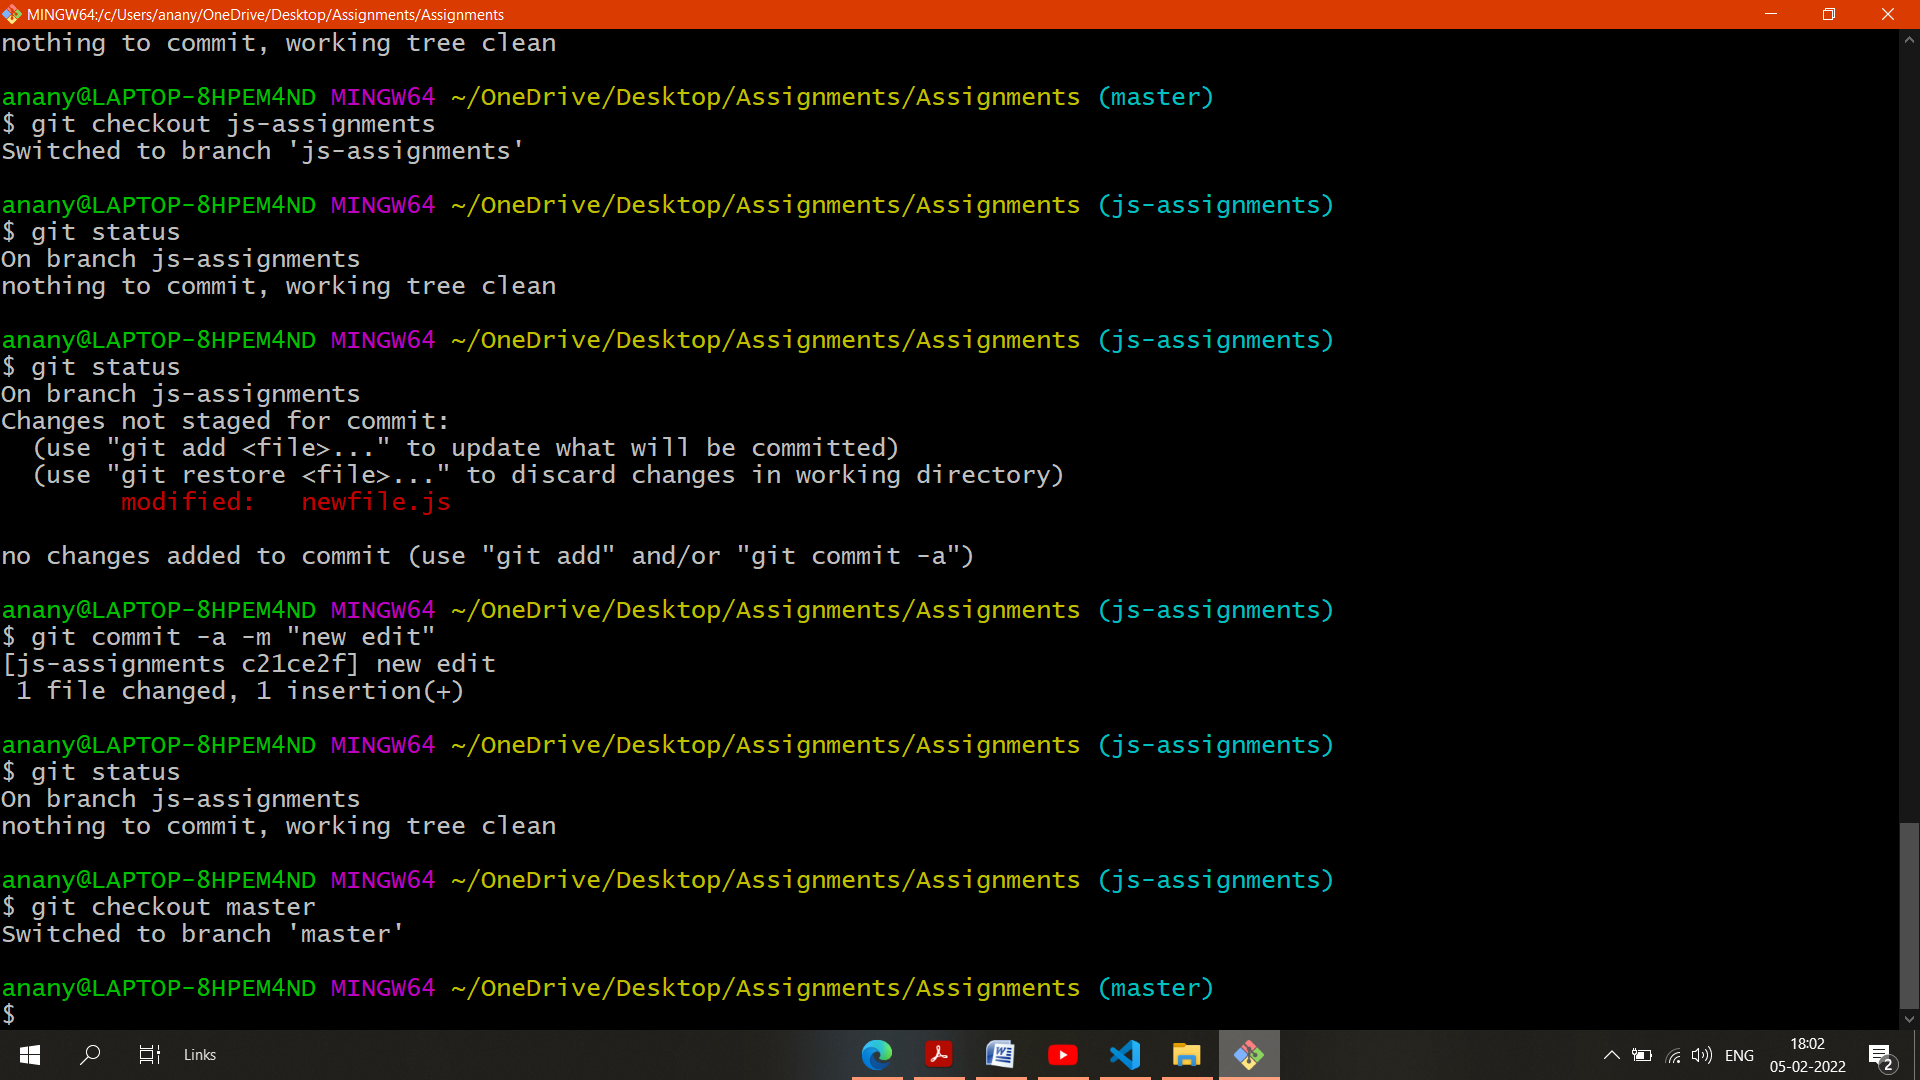 MINGW64:/c/Users/anany/OneDrive/Desktop/Assignments/Assignments
nothing to commit, working tree clean
anany@LAPTOP-8HPEM4ND MINGW64 ~/OneDrive/Desktop/Assignments/Assignments (master)
$ git checkout js-assignments
Switched to branch 'js-assignments'
anany@LAPTOP-8HPEM4ND MINGW64 ~/OneDrive/Desktop/Assignments/Assignments (js-assignments)
$ git status
On branch js-assignments
nothing to commit, working tree clean
anany@LAPTOP-8HPEM4ND MINGW64 ~/OneDrive/Desktop/Assignments/Assignments (js-assignments)
$ git status
On branch js-assignments
Changes not staged for commit:
  (use "git add <file>..." to update what will be committed)
  (use "git restore <file>..." to discard changes in working directory)
        modified:   newfile.js
no changes added to commit (use "git add" and/or "git commit -a")
anany@LAPTOP-8HPEM4ND MINGW64 ~/OneDrive/Desktop/Assignments/Assignments (js-assignments)
$ git commit -a -m "new edit"
[js-assignments c21ce2f] new edit
 1 file changed, 1 insertion(+)
anany@LAPTOP-8HPEM4ND MINGW64 ~/OneDrive/Desktop/Assignments/Assignments (js-assignments)
$ git status
On branch js-assignments
nothing to commit, working tree clean
anany@LAPTOP-8HPEM4ND MINGW64 ~/OneDrive/Desktop/Assignments/Assignments (js-assignments)
$ git checkout master
Switched to branch 'master'
anany@LAPTOP-8HPEM4ND MINGW64 ~/OneDrive/Desktop/Assignments/Assignments (master)
$
Links
ENG
18:02
05-02-2022
2